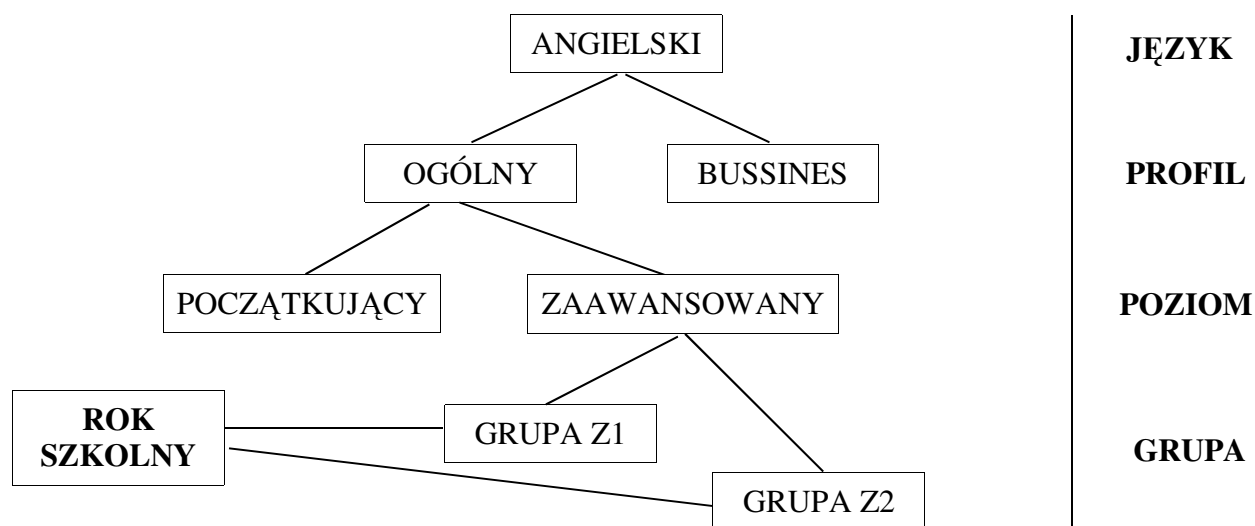 ANGIELSKI
JĘZYK
OGÓLNY
BUSSINES
PROFIL
POCZĄTKUJĄCY
ZAAWANSOWANY
POZIOM
ROK
SZKOLNY
GRUPA Z1
GRUPA
GRUPA Z2